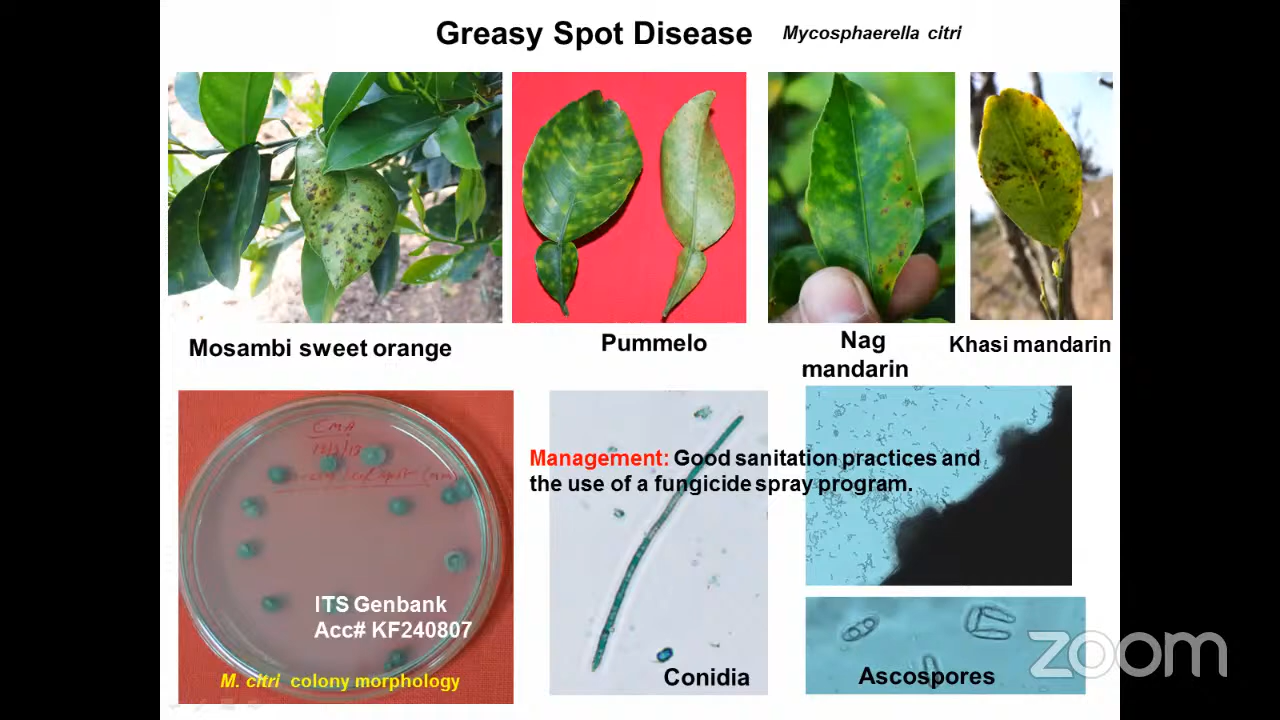 Greasy Spot Disease
Mycosphaerella citri
Mosambi sweet orange
Pummelo
Nag
mandarin
Khasi mandarin
CMA
Management: Good sanitation practices and
the use of a fungicide spray program.
ITS Genbank
Acc# KF240807
M. citri colony morphology
Conidia
Ascospores
zoom